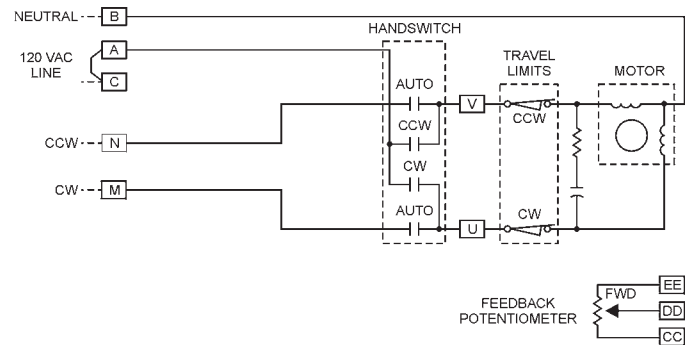 NEUTRAL
B
HANDSWITCH
120 VAC
LINE
A
C
TRAVEL
LIMITS
MOTOR
AUTO
V
CCW
CCW
CCW
N
CW
CW
M
AUTO
U
CW
FEEDBACK
POTENTIOMETER
FWD
EE
DD
CC